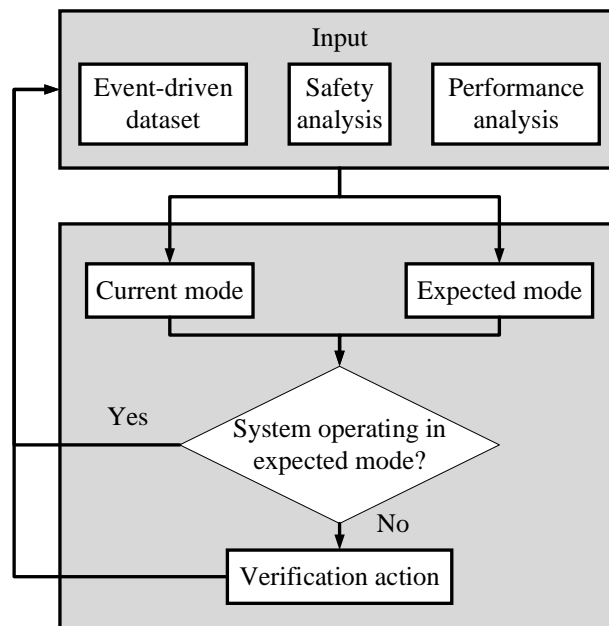 Input
Event-driven
dataset
Safety
analysis
Performance
analysis
Current mode
Expected mode
Yes
System operating in
expected mode?
No
Verification action